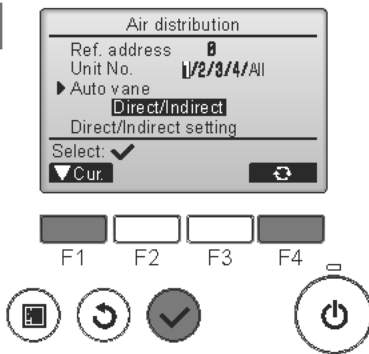 Air distribution
Ref. address 0
Unit No. 1/2/3/4/All
Auto vane
Direct/Indirect
Direct/Indirect setting
Select:
Cur.
F1 F2 F3 F4